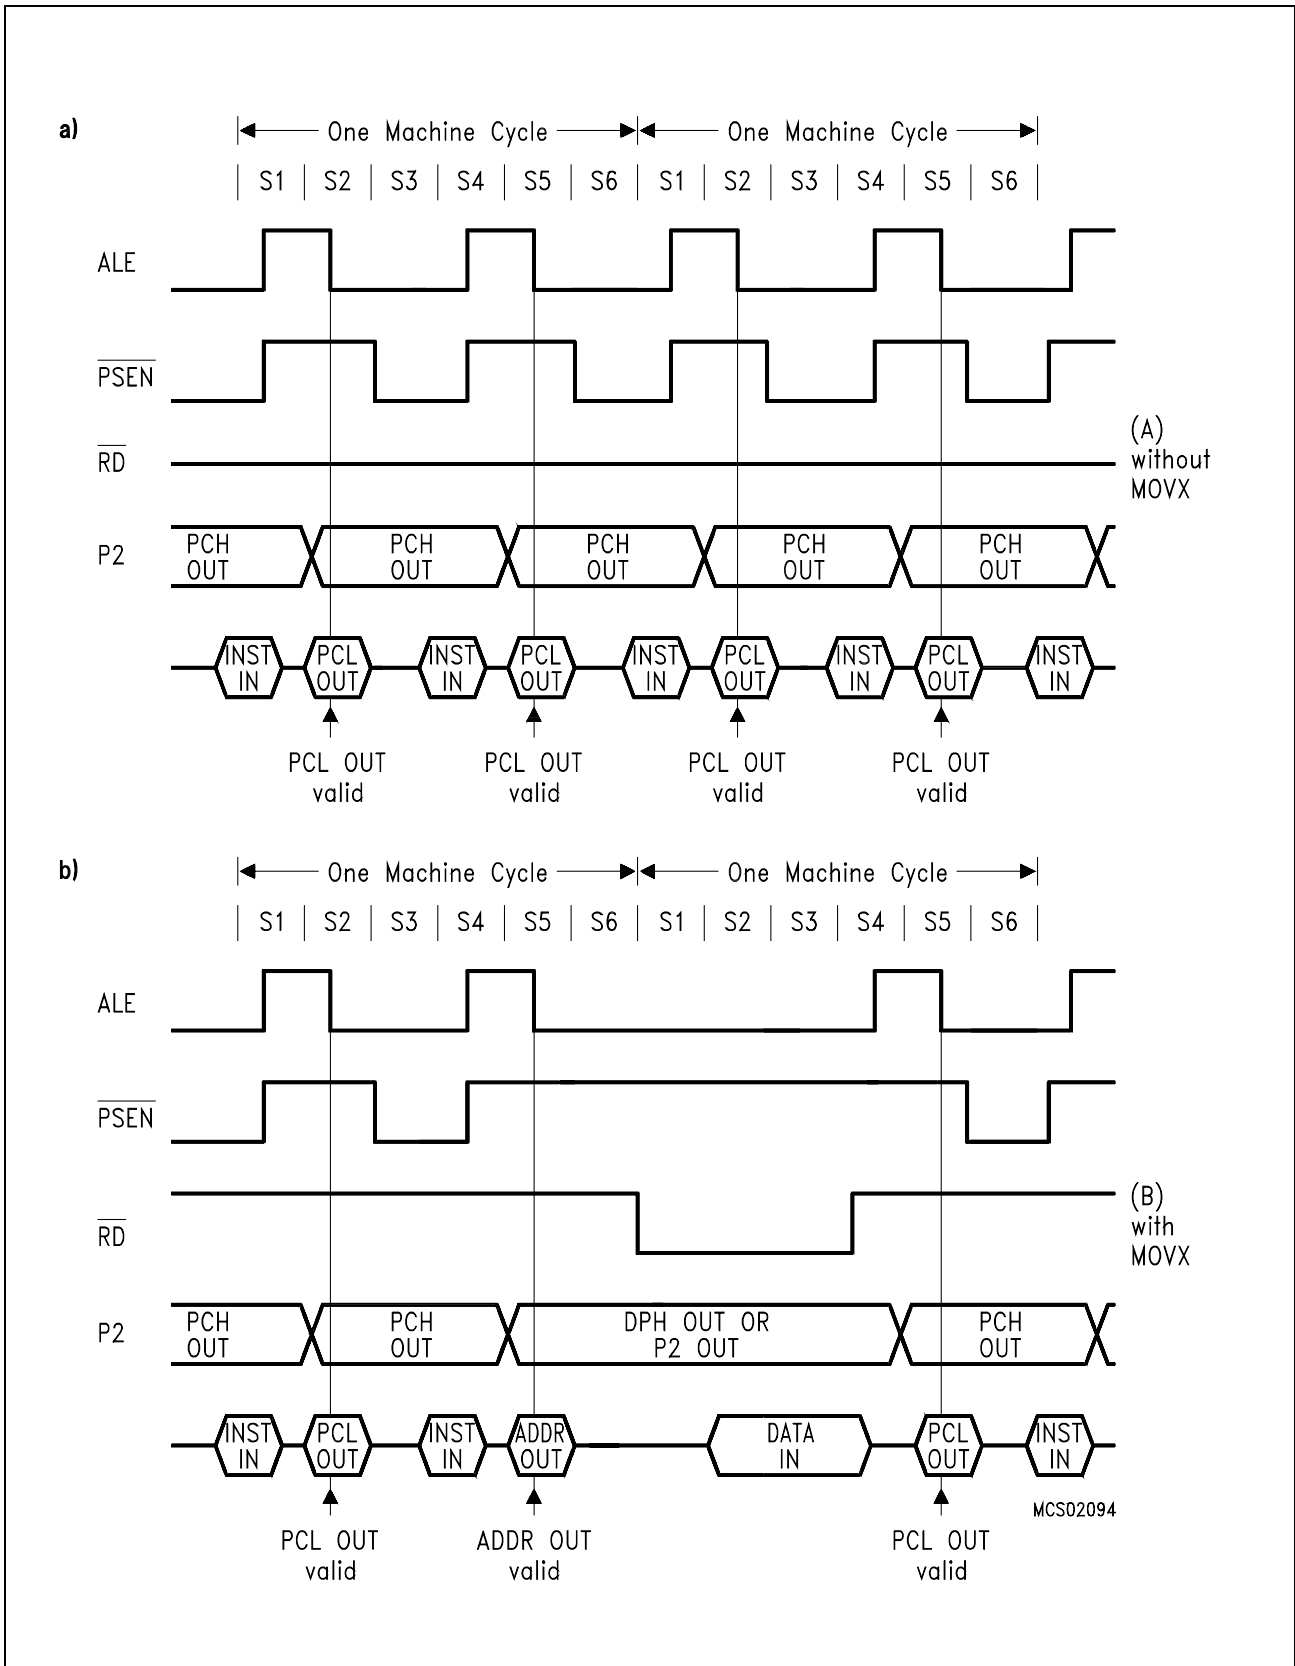 a)
One Machine Cycle One Machine Cycle
S1 S2 S3 S4 S5 S6 S1 S2 S3 S4 S5 S6
ALE
PSEN
RD
(A)
without
MOVX
P2
PCH PCH PCH PCH PCH
OUT OUT OUT OUT OUT
INST PCL INST PCL INST PCL INST PCL INST
IN OUT IN OUT IN OUT IN OUT IN
PCL OUT PCL OUT PCL OUT PCL OUT
valid valid valid valid
b)
One Machine Cycle One Machine Cycle
S1 S2 S3 S4 S5 S6 S1 S2 S3 S4 S5 S6
ALE
PSEN
RD
(B)
with
MOVX
P2
PCH PCH DPH OUT OR PCH
OUT OUT P2 OUT OUT
INST PCL INST ADDR DATA PCL INST
IN OUT IN OUT IN OUT IN
MCS02094
PCL OUT ADDR OUT PCL OUT
valid valid valid